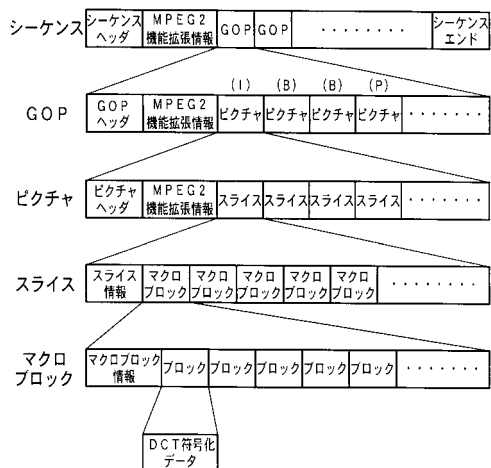 シーケンス
シーケンス
ヘッダ
MPEG2
機能拡張情報
GOP
GOP
········
シーケンス
エンド
(I) (B) (B) (P)
GOP
GOP
ヘッダ
MPEG2
機能拡張情報
ピクチャ
ピクチャ
ピクチャ
ピクチャ
·······
ピクチャ
ピクチャ
ヘッダ
MPEG2
機能拡張情報
スライス
スライス
スライス
スライス
·······
スライス
スライス
情報
マクロ
ブロック
マクロ
ブロック
マクロ
ブロック
マクロ
ブロック
マクロ
ブロック
········
マクロ
ブロック
マクロブロック
情報
ブロック
ブロック
ブロック
ブロック
ブロック
·······
DCT符号化
データ